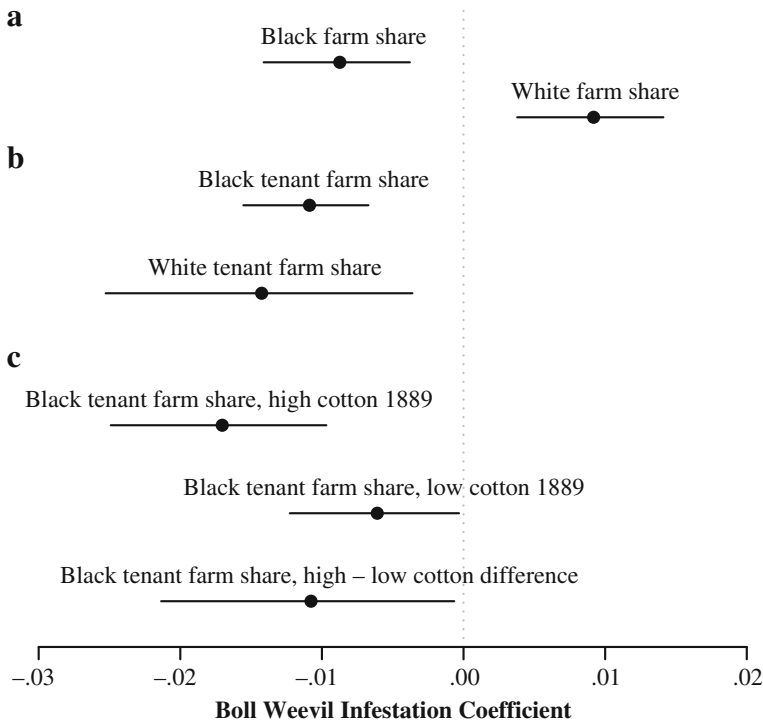 a
Black farm share
White farm share
b
Black tenant farm share
White tenant farm share
c
Black tenant farm share, high cotton 1889
Black tenant farm share, low cotton 1889
Black tenant farm share, high – low cotton difference
–.03 –.02 –.01 .00 .01 .02
Boll Weevil Infestation Coefficient